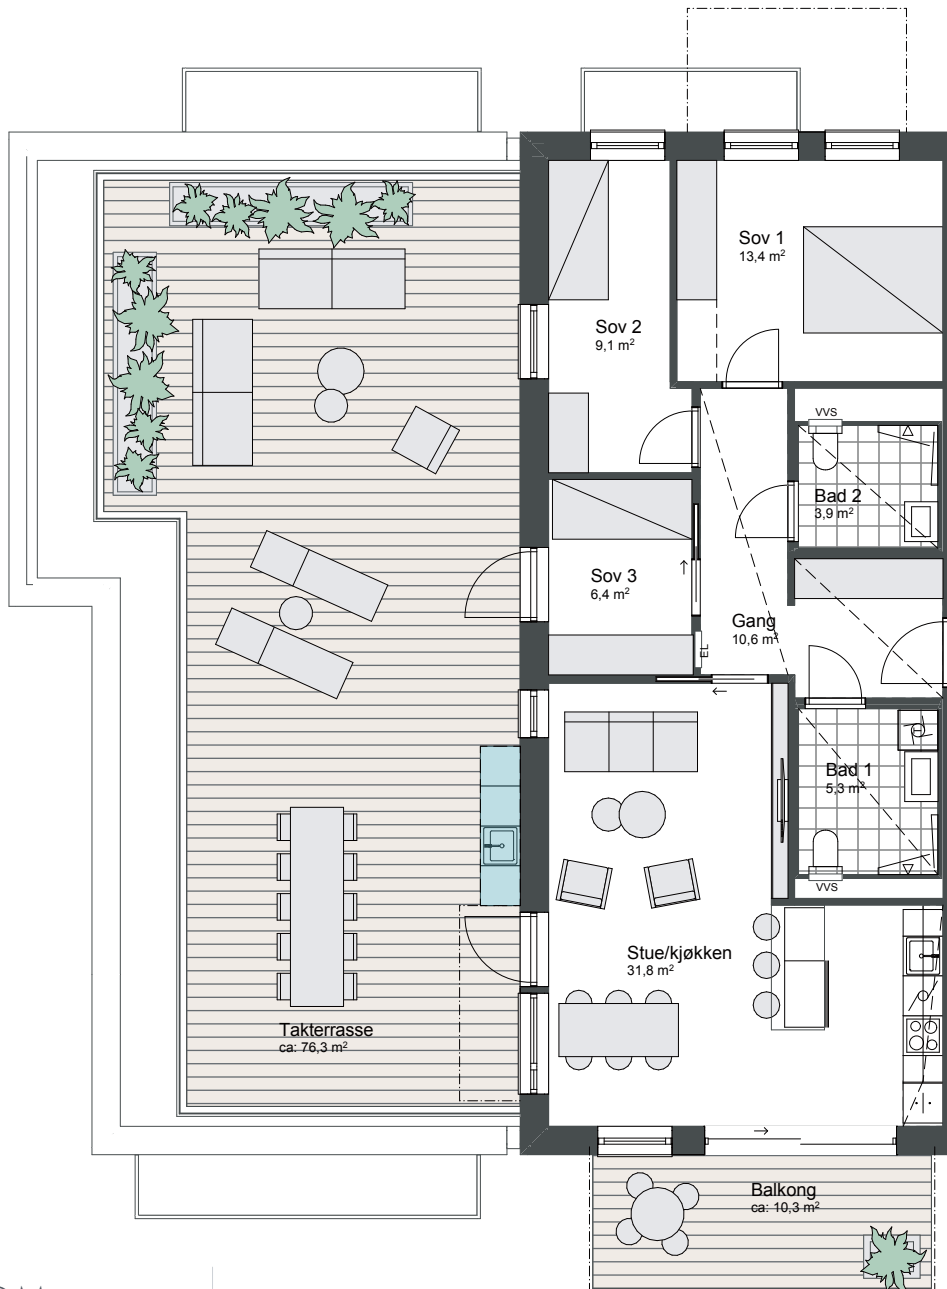 Sov 1
13,4 m²
Sov 2
9,1 m²
VVS
Bad 2
3,9 m²
Sov 3
6,4 m²
Gang
10,6 m²
EL
Bad 1
5,3 m²
VVS
Stue/kjøkken
31,8 m²
Takterrasse
ca: 76,3 m²
Balkong
ca: 10,3 m²